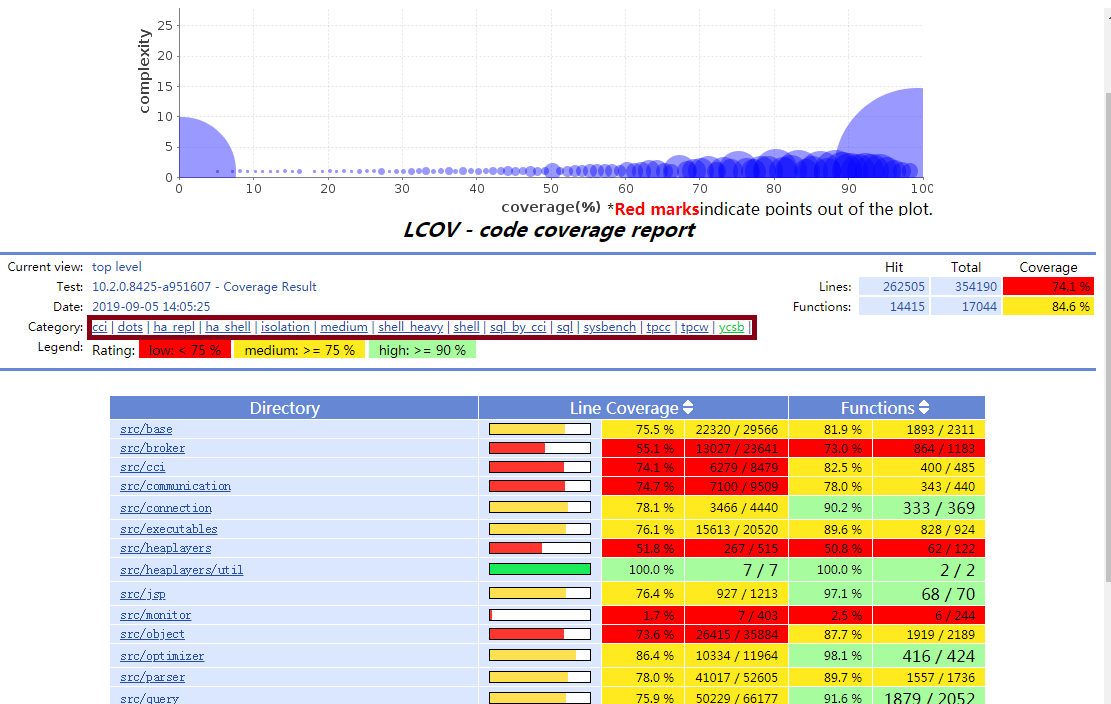 complexity
25
20
15
10
5
0
0 10 20 30 40 50 60 70 80 90 100
coverage(%) *Red marksindicate points out of the plot.
LCOV - code coverage report
Current view: top level
Hit Total Coverage
Test: 10.2.0.8425-a951607 - Coverage Result
Lines: 262505 354190 74.1 %
Date: 2019-09-05 14:05:25
Functions: 14415 17044 84.6 %
Category: cci | dots | ha_repl | ha_shell | isolation | medium | shell_heavy | shell | sql_by_cci | sql | sysbench | tpcc | tpcw | ycsb |
Legend: Rating: low: < 75 % medium: >= 75 % high: >= 90 %
Directory Line Coverage Functions
src/base 75.5 % 22320 / 29566 81.9 % 1893 / 2311
src/broker 55.1 % 13027 / 23641 73.0 % 864 / 1183
src/cci 74.1 % 6279 / 8479 82.5 % 400 / 485
src/communication 74.7 % 7100 / 9509 78.0 % 343 / 440
src/connection 78.1 % 3466 / 4440 90.2 % 333 / 369
src/executables 76.1 % 15613 / 20520 89.6 % 828 / 924
src/heaplayers 51.8 % 267 / 515 50.8 % 62 / 122
src/heaplayers/util 100.0 % 7 / 7 100.0 % 2 / 2
src/jsp 76.4 % 927 / 1213 97.1 % 68 / 70
src/monitor 1.7 % 7 / 403 2.5 % 6 / 244
src/object 73.6 % 26415 / 35884 87.7 % 1919 / 2189
src/optimizer 86.4 % 10334 / 11964 98.1 % 416 / 424
src/parser 78.0 % 41017 / 52605 89.7 % 1557 / 1736
src/query 75.9 % 50229 / 66177 91.6 % 1879 / 2052